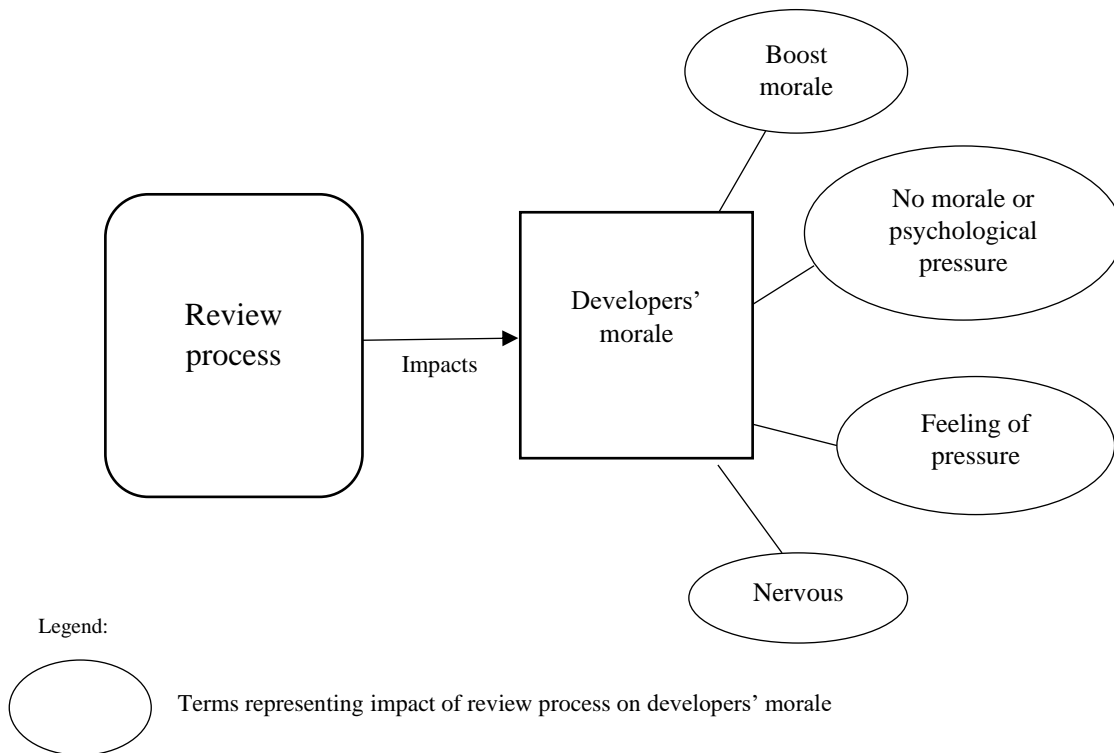 Boost
morale
No morale or
psychological
pressure
Review
process
Impacts
Developers’
morale
Feeling of
pressure
Nervous
Legend:
Terms representing impact of review process on developers’ morale